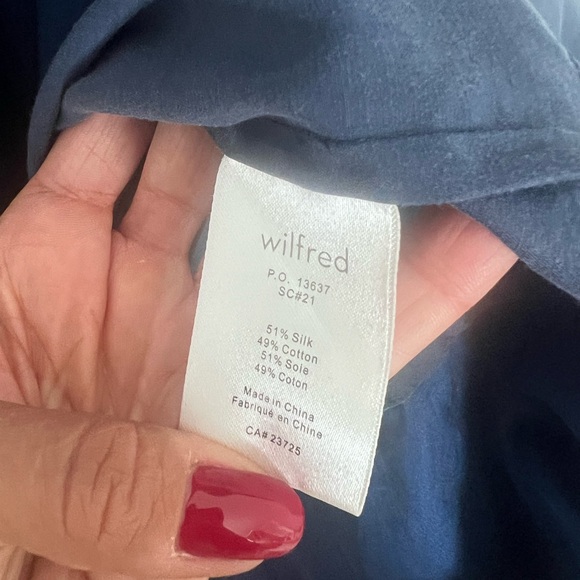 wilfred
P.O. 13637
SC#21
51% Silk
49% Cotton
51% Soie
49% Coton
Made in China
Fabriqué en Chine
CA# 23725